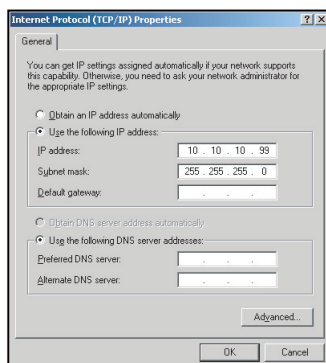 Internet Protocol (TCP/IP) Properties
General
You can get IP settings assigned automatically if your network supports
this capability. Otherwise, you need to ask your network administrator for
the appropriate IP settings.
Obtain an IP address automatically
Use the following IP address:
IP address: 10 . 10 . 10 . 99
Subnet mask: 255 . 255 . 255 . 0
Default gateway: . . .
Obtain DNS server address automatically
Use the following DNS server addresses:
Preferred DNS server: . . .
Alternate DNS server: . . .
Advanced...
OK Cancel